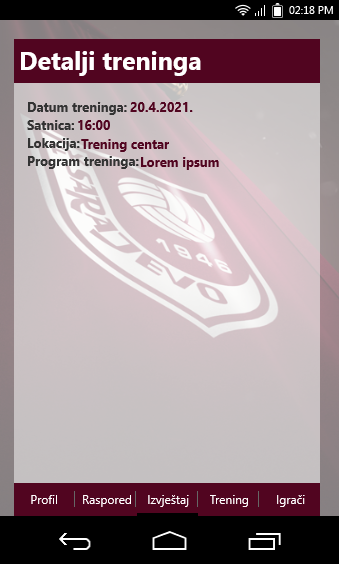 02:18 PM
Detalji treninga
Datum treninga: 20.4.2021.
Satnica: 16:00
Lokacija:Trening centar
Program treninga:Lorem ipsum
SARAJEVO
1946
Profil
Raspored
Izvještaj
Trening
Igrači